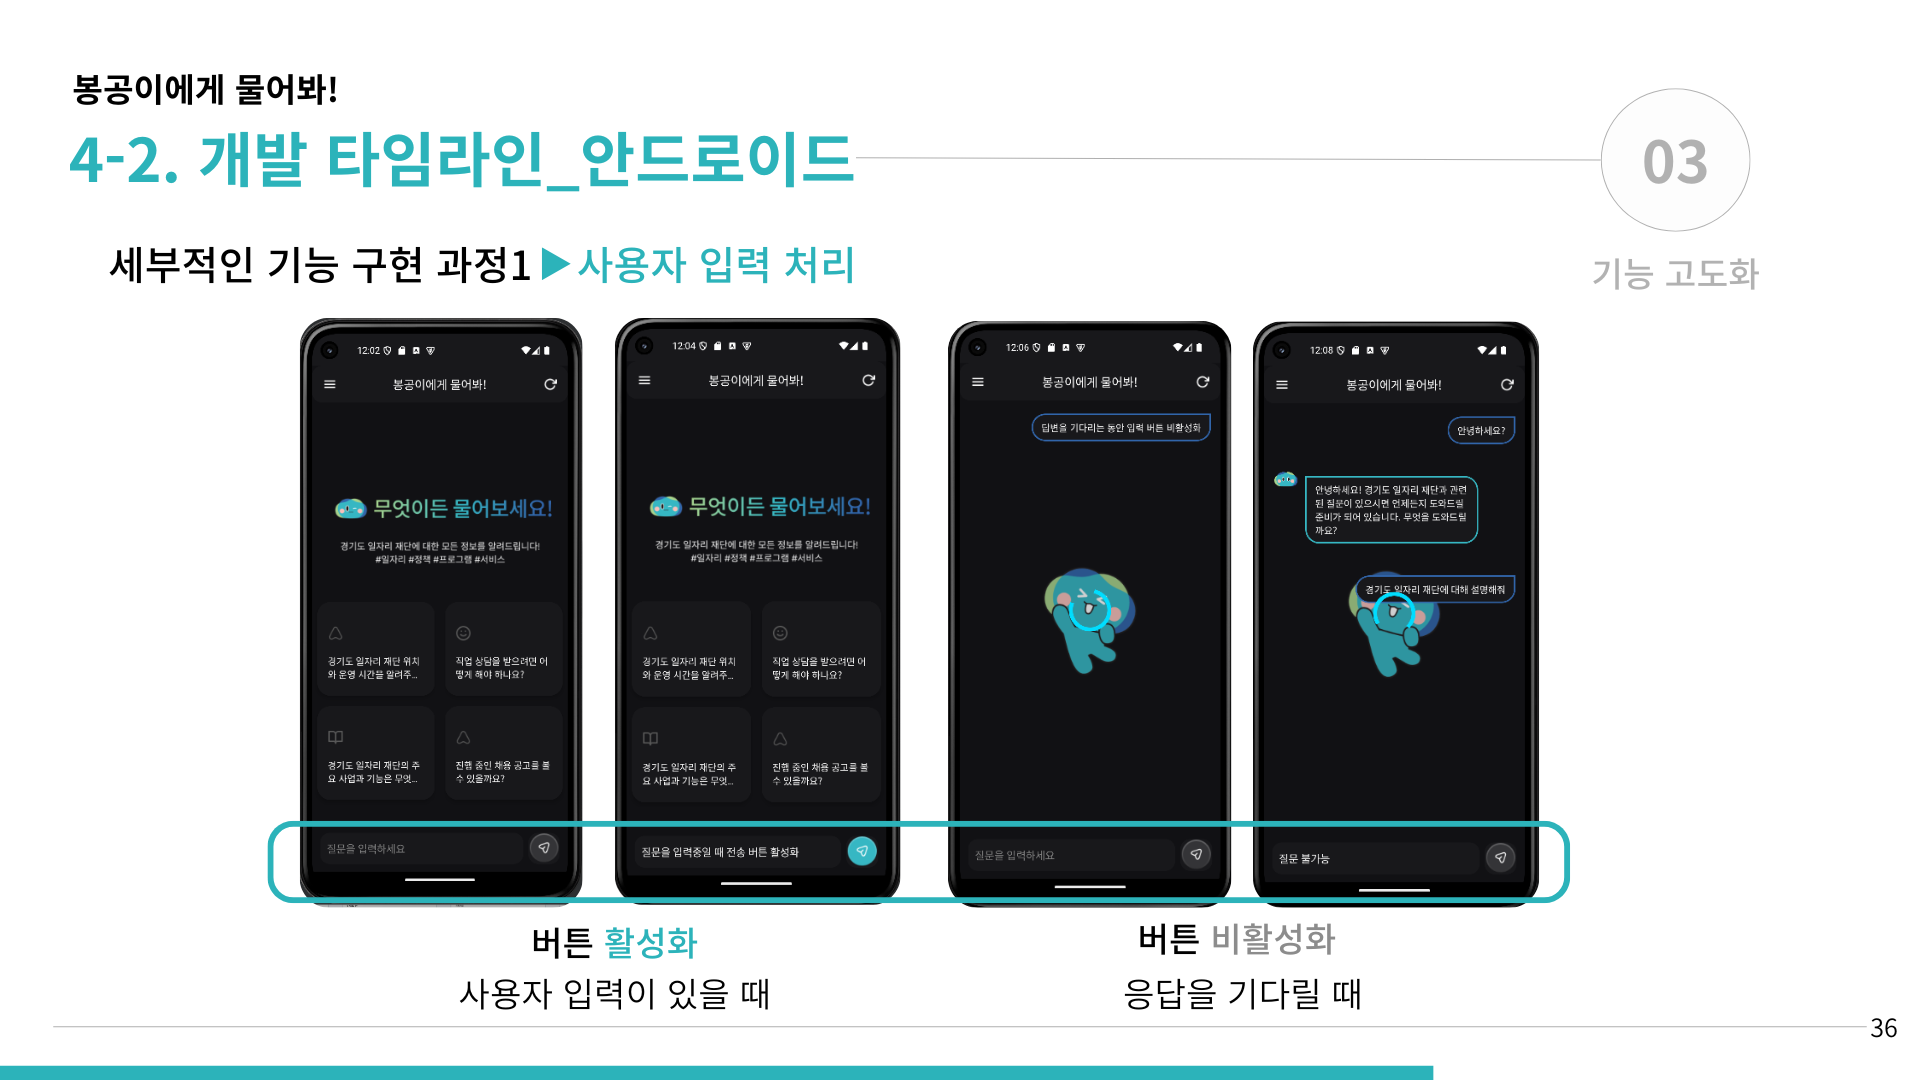 봉공이에게 물어봐!
4-2. 개발 타임라인_안드로이드
03
기능 고도화
세부적인 기능 구현 과정1▶사용자 입력 처리
12:02
봉공이에게 물어봐!
무엇이든 물어보세요!
경기도 일자리 재단에 대한 모든 정보를 알려드립니다!
#일자리 #정책 #프로그램 #서비스
경기도 일자리 재단 위치
와 운영 시간을 알려주...
직업 상담을 받으려면 어
떻게 해야 하나요?
경기도 일자리 재단의 주
요 사업과 기능은 무엇...
진행 중인 채용 공고를 볼
수 있을까요?
질문을 입력하세요
12:04
봉공이에게 물어봐!
무엇이든 물어보세요!
경기도 일자리 재단에 대한 모든 정보를 알려드립니다!
#일자리 #정책 #프로그램 #서비스
경기도 일자리 재단 위치
와 운영 시간을 알려주...
직업 상담을 받으려면 어
떻게 해야 하나요?
경기도 일자리 재단의 주
요 사업과 기능은 무엇...
진행 중인 채용 공고를 볼
수 있을까요?
질문을 입력중일 때 전송 버튼 활성화
12:06
봉공이에게 물어봐!
답변을 기다리는 동안 입력 버튼 비활성화
질문을 입력하세요
12:08
봉공이에게 물어봐!
안녕하세요?
안녕하세요! 경기도 일자리 재단과 관련
된 질문이 있으시면 언제든지 도와드릴
준비가 되어 있습니다. 무엇을 도와드릴
까요?
경기도 일자리 재단에 대해 설명해줘
질문 불가능
버튼 활성화
사용자 입력이 있을 때
버튼 비활성화
응답을 기다릴 때
36